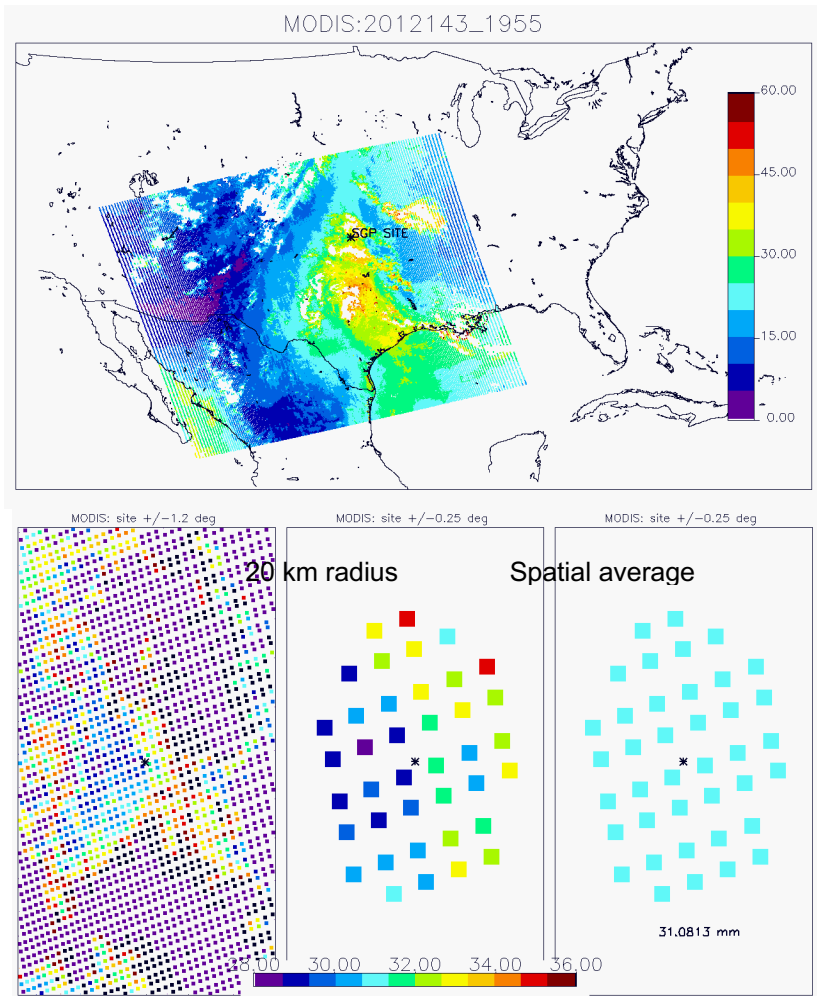 MODIS:2012143_1955
60.00
45.00
SGP SITE
30.00
15.00
0.00
MODIS: site +/-1.2 deg
MODIS: site +/-0.25 deg
MODIS: site +/-0.25 deg
20 km radius
Spatial average
31.0813 mm
28.00 30.00 32.00 34.00 36.00